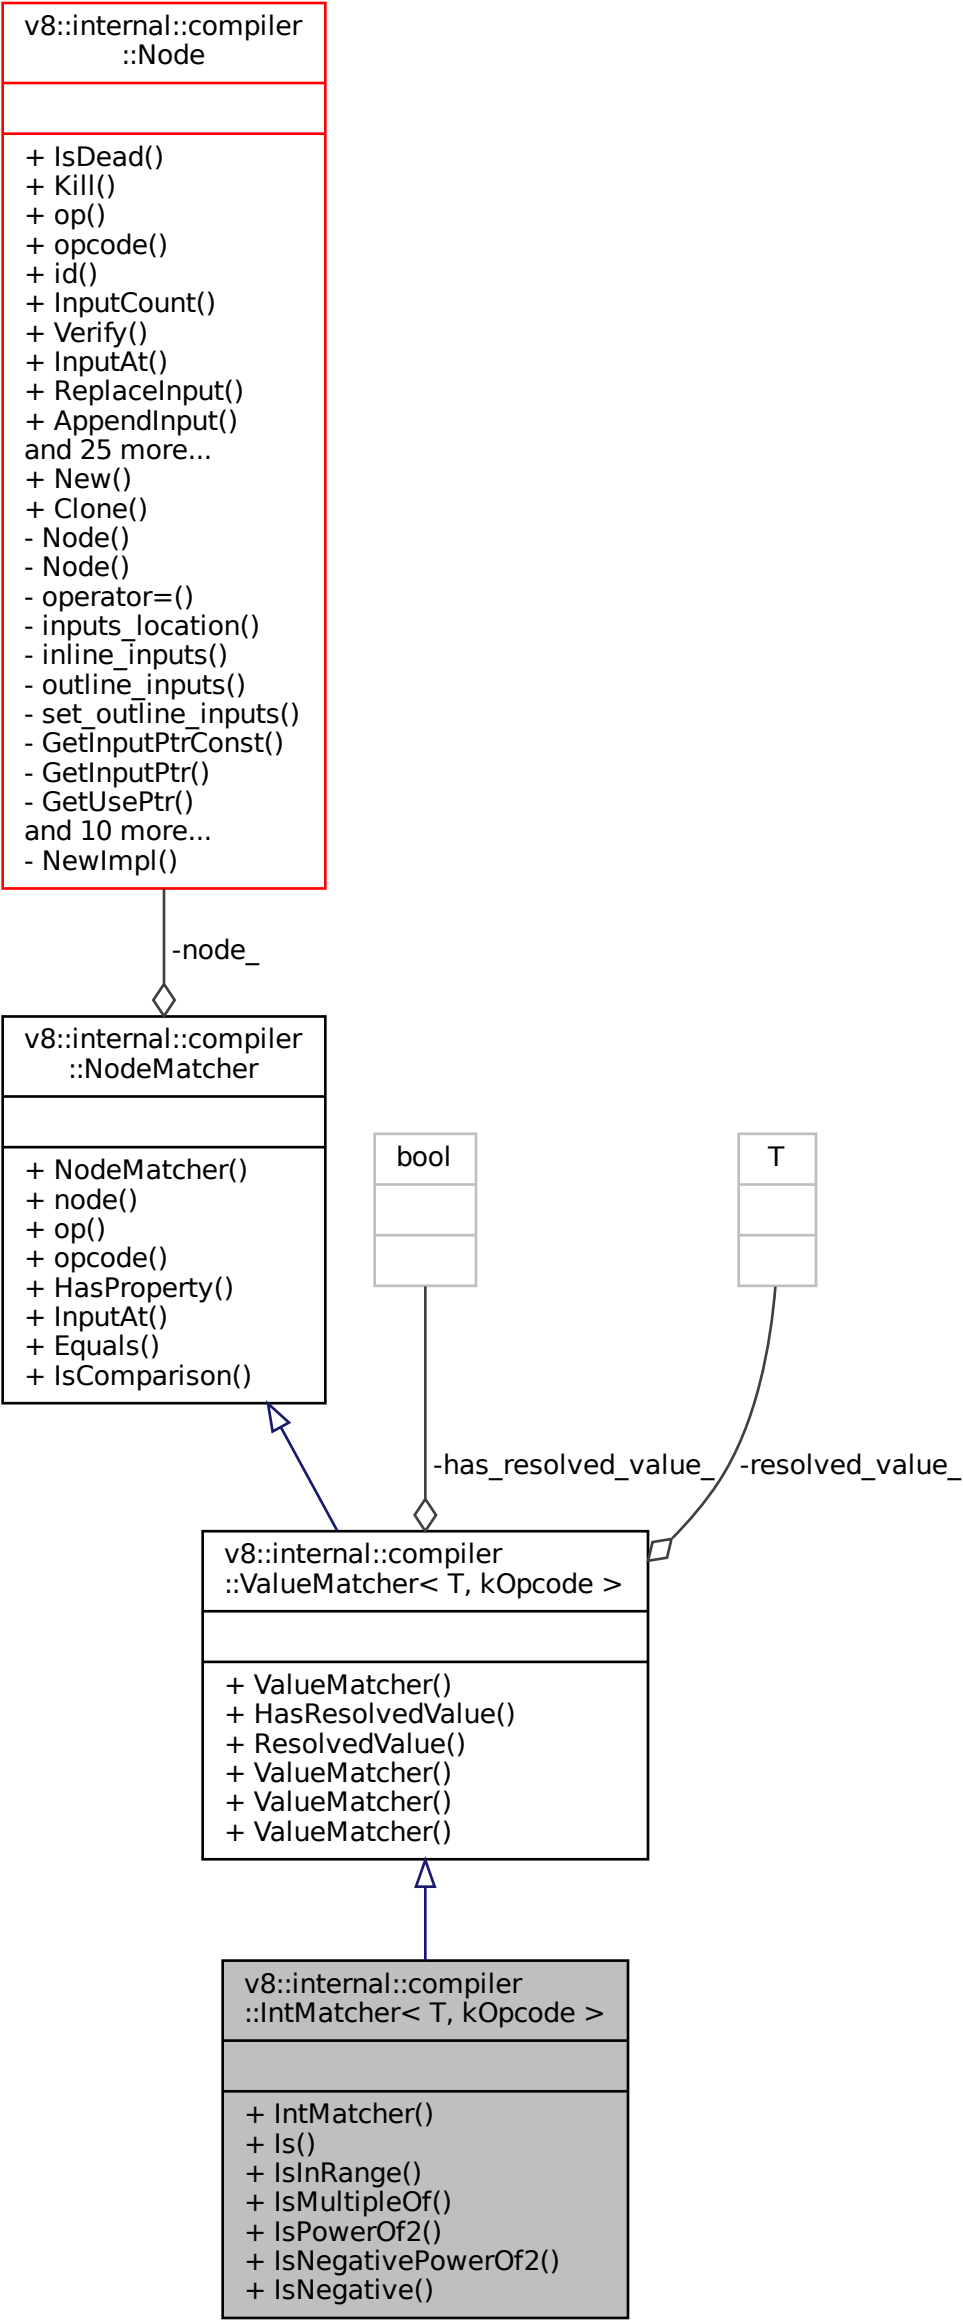 v8::internal::compiler
::Node
+ IsDead()
+ Kill()
+ op()
+ opcode()
+ id()
+ InputCount()
+ Verify()
+ InputAt()
+ ReplaceInput()
+ AppendInput()
and 25 more...
+ New()
+ Clone()
- Node()
- Node()
- operator=()
- inputs_location()
- inline_inputs()
- outline_inputs()
- set_outline_inputs()
- GetInputPtrConst()
- GetInputPtr()
- GetUsePtr()
and 10 more...
- NewImpl()
-node_
v8::internal::compiler
::NodeMatcher
+ NodeMatcher()
+ node()
+ op()
+ opcode()
+ HasProperty()
+ InputAt()
+ Equals()
+ IsComparison()
bool
T
-has_resolved_value_
-resolved_value_
v8::internal::compiler
::ValueMatcher< T, kOpcode >
+ ValueMatcher()
+ HasResolvedValue()
+ ResolvedValue()
+ ValueMatcher()
+ ValueMatcher()
+ ValueMatcher()
v8::internal::compiler
::IntMatcher< T, kOpcode >
+ IntMatcher()
+ Is()
+ IsInRange()
+ IsMultipleOf()
+ IsPowerOf2()
+ IsNegativePowerOf2()
+ IsNegative()